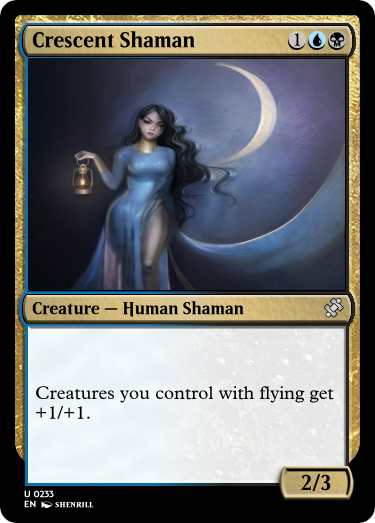 Crescent Shaman 1
Creature — Human Shaman
Creatures you control with flying get
+1/+1.
2/3
U 0233
EN SHENRILL